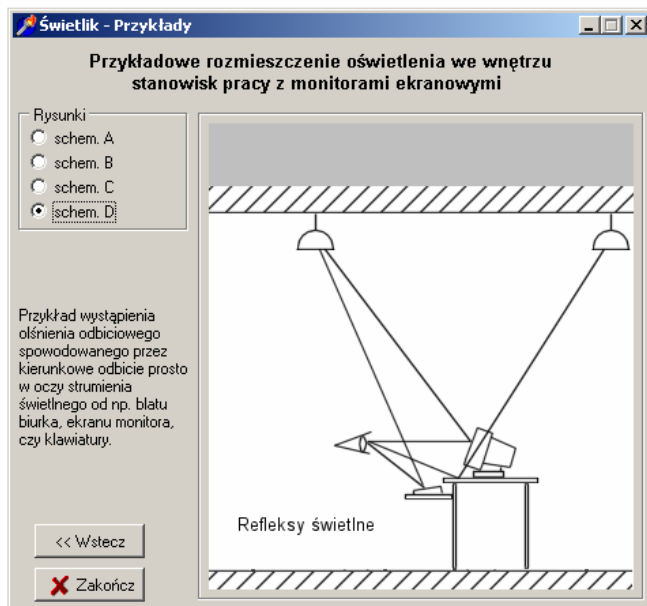 Świetlik - Przykłady
Przykładowe rozmieszczenie oświetlenia we wnętrzu
stanowisk pracy z monitorami ekranowymi
Rysunki
schem. A
schem. B
schem. C
schem. D
Przykład wystąpienia
olśnienia odbiciowego
spowodowanego przez
kierunkowe odbicie prosto
w oczy strumienia
świetlnego od np. blatu
biurka, ekranu monitora,
czy klawiatury.
Refleksy świetlne
<< Wstecz
Zakończ